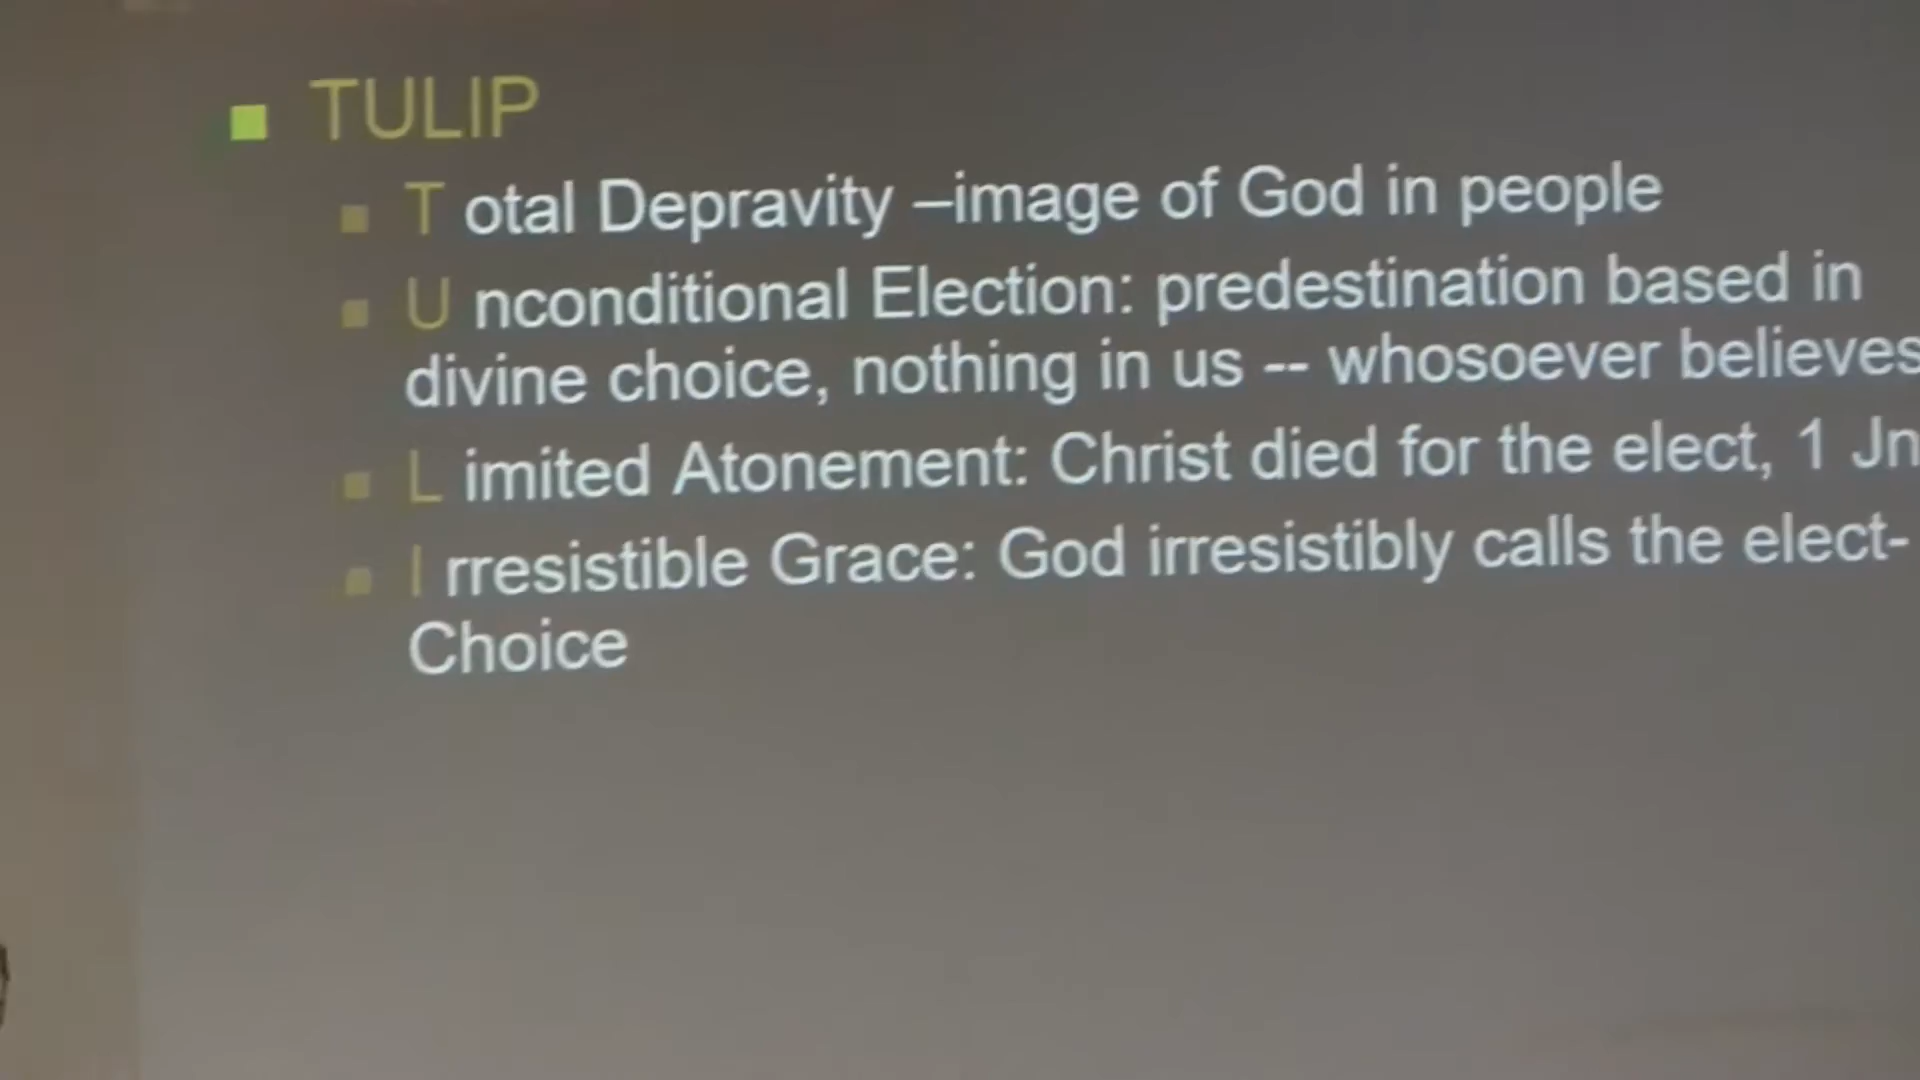 TULIP
T otal Depravity –image of God in people
U nconditional Election: predestination based in
divine choice, nothing in us -- whosoever believes
L imited Atonement: Christ died for the elect, 1 Jn
I rresistible Grace: God irresistibly calls the elect-
Choice